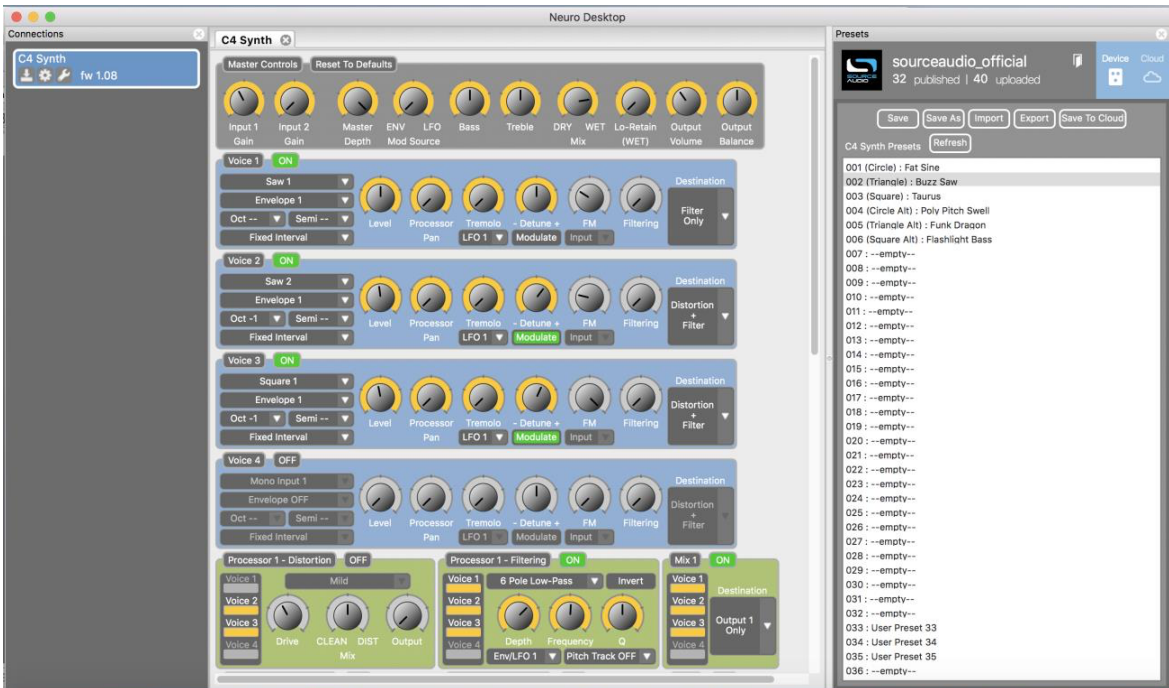 Neuro Desktop
Connections
C4 Synth
fw 1.08
C4 Synth
Master Controls Reset To Defaults
Input 1 Input 2 Master ENV LFO Bass Treble DRY WET Lo-Retain Output Output
Gain Gain Depth Mod Source Mix (WET) Volume Balance
Voice 1 ON
Saw 1
Envelope 1
Oct -- Semi --
Fixed Interval
Level Processor Tremolo - Detune + FM Filtering
Pan LFO 1 Modulate Input
Destination
Filter
Only
Voice 2 ON
Saw 2
Envelope 1
Oct -1 Semi --
Fixed Interval
Level Processor Tremolo - Detune + FM Filtering
Pan LFO 1 Modulate Input
Destination
Distortion
+
Filter
Voice 3 ON
Square 1
Envelope 1
Oct -1 Semi --
Fixed Interval
Level Processor Tremolo - Detune + FM Filtering
Pan LFO 1 Modulate Input
Destination
Distortion
+
Filter
Voice 4 OFF
Mono Input 1
Envelope OFF
Oct -- Semi --
Fixed Interval
Level Processor Tremolo - Detune + FM Filtering
Pan LFO 1 Modulate Input
Destination
Distortion
+
Filter
Processor 1 - Distortion OFF
Voice 1
Voice 2
Voice 3
Voice 4
Mild
Drive CLEAN DIST Output
Mix
Processor 1 - Filtering ON
Voice 1
Voice 2
Voice 3
Voice 4
6 Pole Low-Pass Invert
Depth Frequency Q
Env/LFO 1 Pitch Track OFF
Mix 1 ON
Voice 1
Voice 2
Voice 3
Voice 4
Destination
Output 1
Only
Presets
SOURCE
AUDIO
sourceaudio_official
32 published | 40 uploaded
Device Cloud
Save Save As Import Export Save To Cloud
C4 Synth Presets Refresh
001 (Circle) : Fat Sine
002 (Triangle) : Buzz Saw
003 (Square) : Taurus
004 (Circle Alt) : Poly Pitch Swell
005 (Triangle Alt) : Funk Dragon
006 (Square Alt) : Flashlight Bass
007 : --empty--
008 : --empty--
009 : --empty--
010 : --empty--
011 : --empty--
012 : --empty--
013 : --empty--
014 : --empty--
015 : --empty--
016 : --empty--
017 : --empty--
018 : --empty--
019 : --empty--
020 : --empty--
021 : --empty--
022 : --empty--
023 : --empty--
024 : --empty--
025 : --empty--
026 : --empty--
027 : --empty--
028 : --empty--
029 : --empty--
030 : --empty--
031 : --empty--
032 : --empty--
033 : User Preset 33
034 : User Preset 34
035 : User Preset 35
036 : --empty--